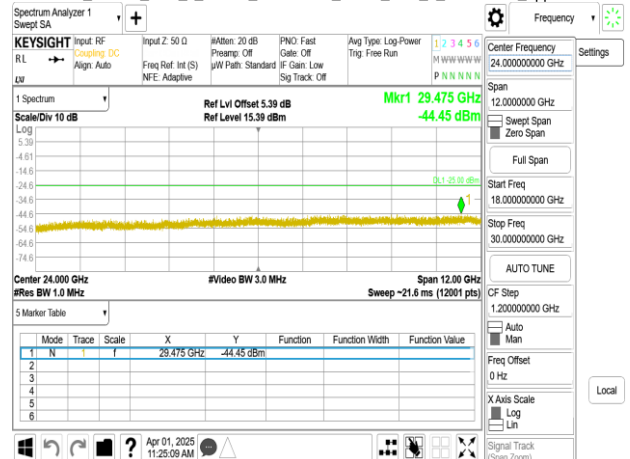 Spectrum Analyzer 1
Swept SA
+
Frequency
Settings
KEYSIGHT
RL
LXI
Input: RF
Coupling: DC
Align: Auto
Input Z: 50 Ω
Freq Ref: Int (S)
NFE: Adaptive
#Atten: 20 dB
Preamp: Off
µW Path: Standard
PNO: Fast
Gate: Off
IF Gain: Low
Sig Track: Off
Avg Type: Log-Power
Trig: Free Run
1 2 3 4 5 6
M W W W W W
P N N N N N
1 Spectrum
Scale/Div 10 dB
Ref Lvl Offset 5.39 dB
Ref Level 15.39 dBm
Mkr1 29.475 GHz
-44.45 dBm
Log
5.39
-4.61
-14.6
-24.6
-34.6
-44.6
-54.6
-64.6
-74.6
DL1 -25.00 dBm
1
Center 24.000 GHz
#Video BW 3.0 MHz
Span 12.00 GHz
#Res BW 1.0 MHz
Sweep ~21.6 ms (12001 pts)
5 Marker Table
Mode Trace Scale X Y Function Function Width Function Value
1 N 1 f 29.475 GHz -44.45 dBm
2
3
4
5
6
Center Frequency
24.000000000 GHz
Span
12.0000000 GHz
Swept Span
Zero Span
Full Span
Start Freq
18.000000000 GHz
Stop Freq
30.000000000 GHz
AUTO TUNE
CF Step
1.200000000 GHz
Auto
Man
Freq Offset
0 Hz
X Axis Scale
Log
Lin
Signal Track
(Span Zoom)
Local
?
Apr 01, 2025
11:25:09 AM